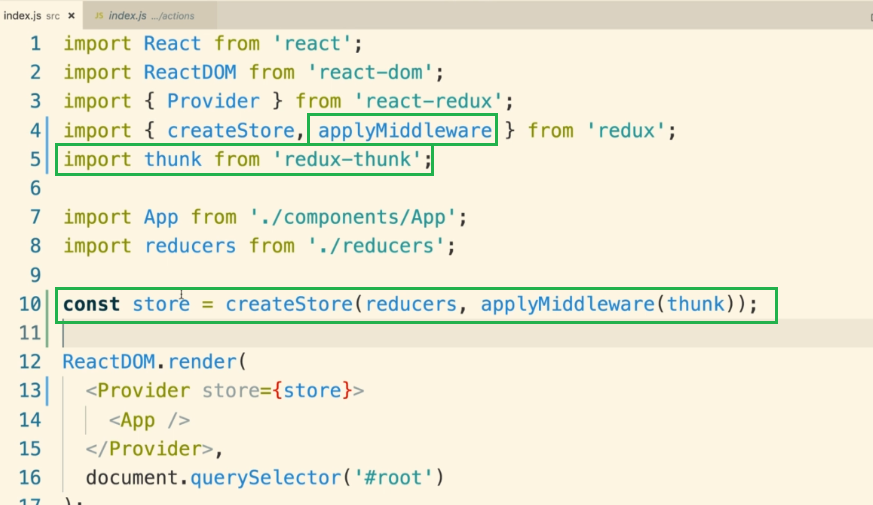 index.js src × JS index.js .../actions
1 import React from 'react';
2 import ReactDOM from 'react-dom';
3 import { Provider } from 'react-redux';
4 import { createStore, applyMiddleware } from 'redux';
5 import thunk from 'redux-thunk';
6
7 import App from './components/App';
8 import reducers from './reducers';
9
10 const store = createStore(reducers, applyMiddleware(thunk));
11
12 ReactDOM.render(
13 <Provider store={store}>
14 <App />
15 </Provider>,
16 document.querySelector('#root')
17 );